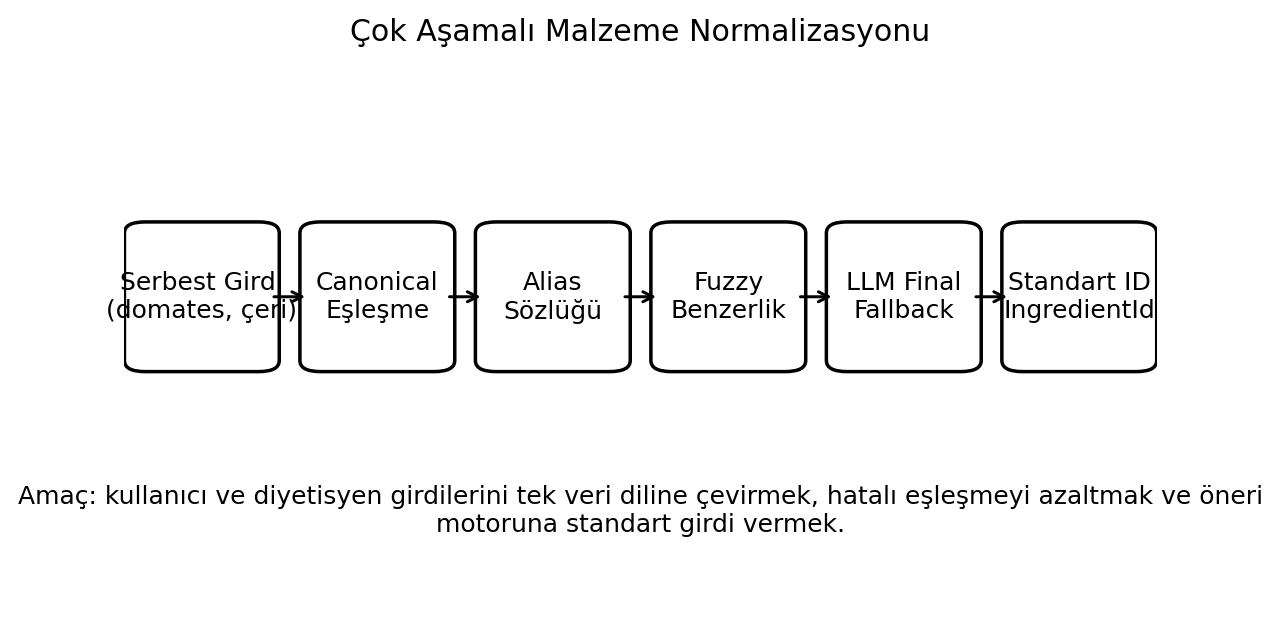 Çok Aşamalı Malzeme Normalizasyonu
Serbest Girdi
(domates, çeri)
Canonical
Eşleşme
Alias
Sözlüğü
Fuzzy
Benzerlik
LLM Final
Fallback
Standart ID
IngredientId
Amaç: kullanıcı ve diyetisyen girdilerini tek veri diline çevirmek, hatalı eşleşmeyi azaltmak ve öneri
motoruna standart girdi vermek.